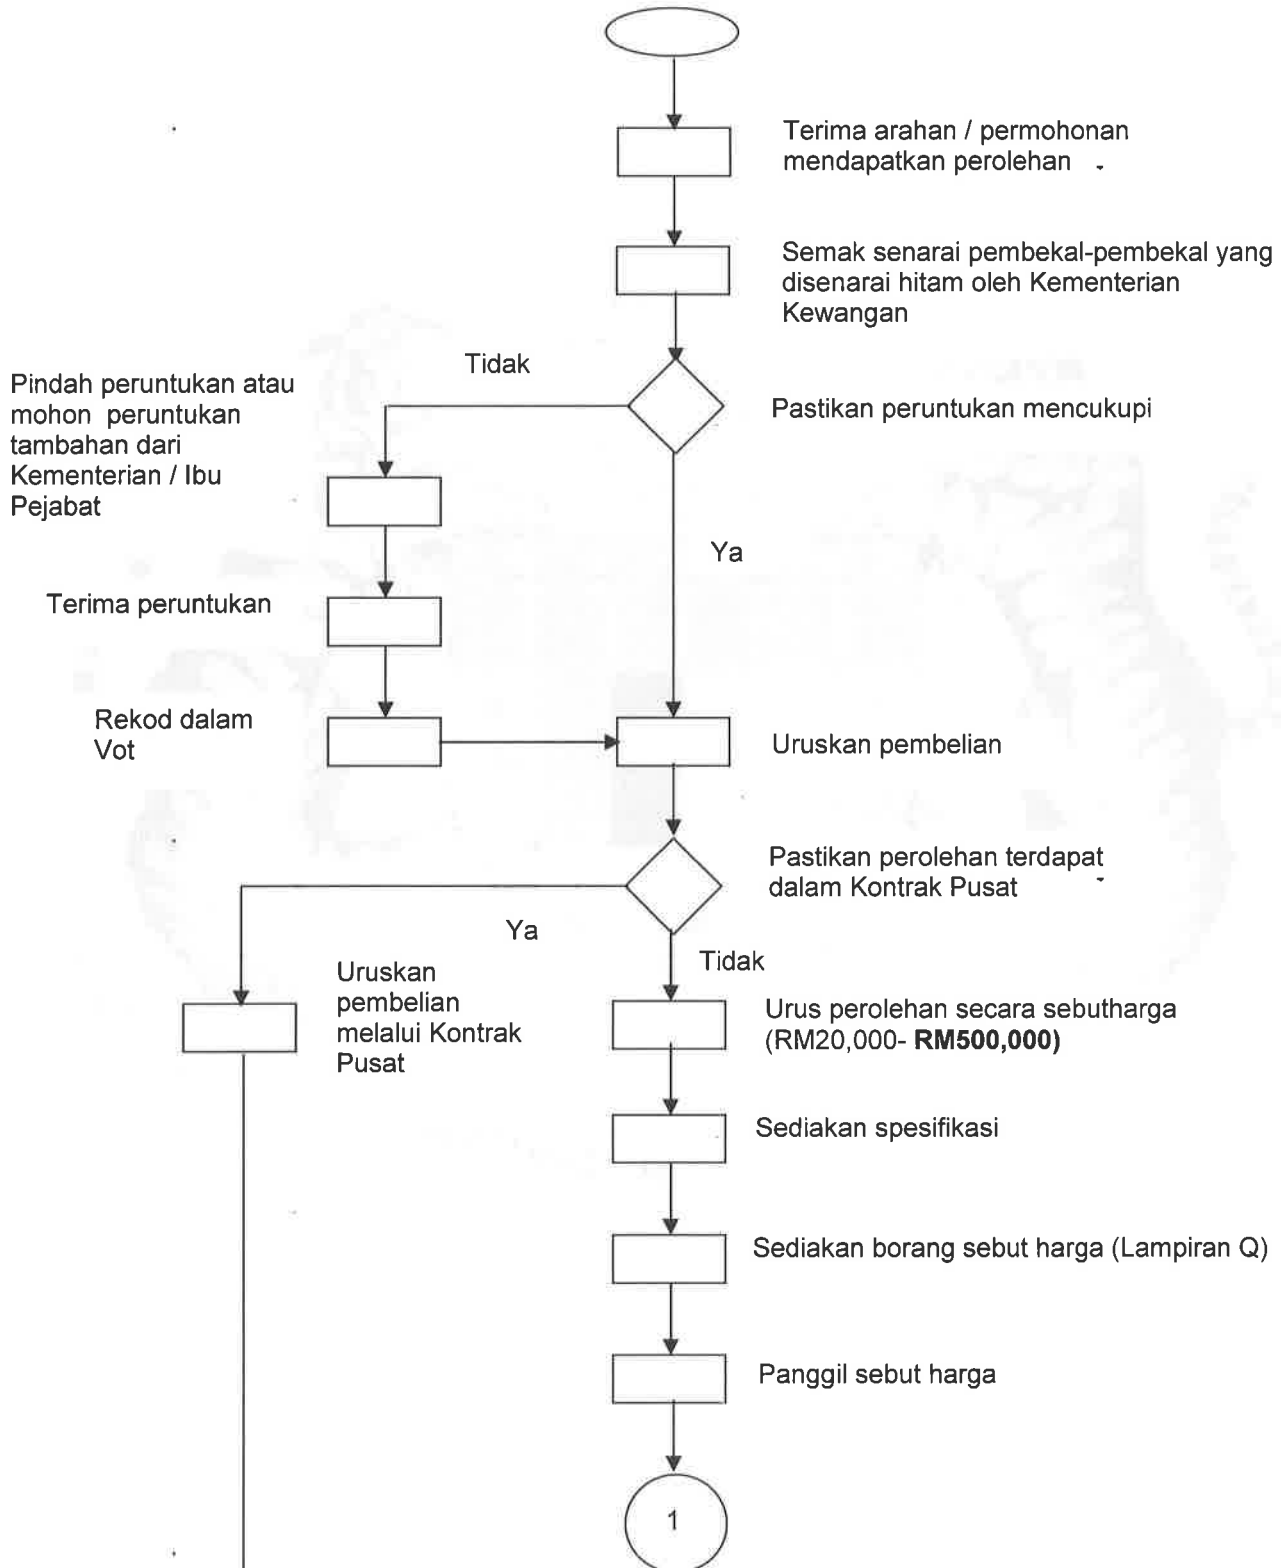 Terima arahan / permohonan
mendapatkan perolehan
Semak senarai pembekal-pembekal yang
disenarai hitam oleh Kementerian
Kewangan
Tidak
Pastikan peruntukan mencukupi
Pindah peruntukan atau
mohon peruntukan
tambahan dari
Kementerian / Ibu
Pejabat
Ya
Terima peruntukan
Rekod dalam
Vot
Uruskan pembelian
Pastikan perolehan terdapat
dalam Kontrak Pusat
Ya
Tidak
Uruskan
pembelian
melalui Kontrak
Pusat
Urus perolehan secara sebutharga
(RM20,000- RM500,000)
Sediakan spesifikasi
Sediakan borang sebut harga (Lampiran Q)
Panggil sebut harga
1